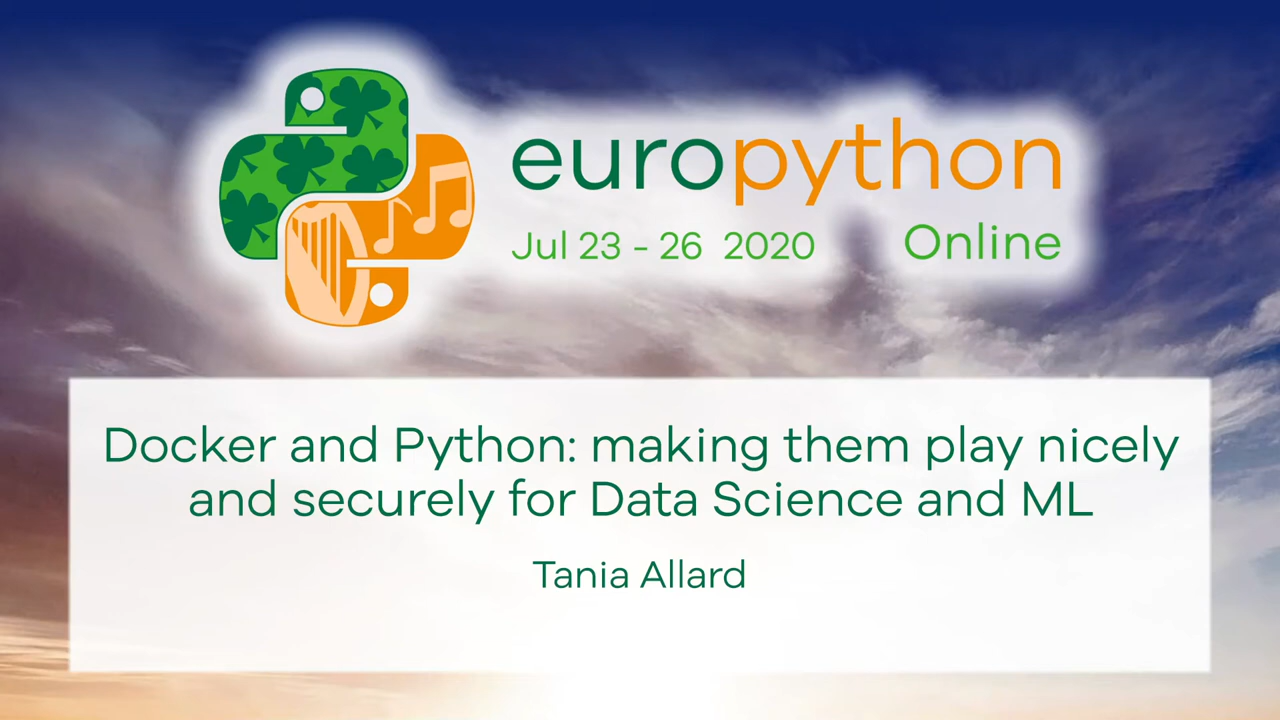 europython
Jul 23 - 26 2020 Online
Docker and Python: making them play nicely
and securely for Data Science and ML
Tania Allard